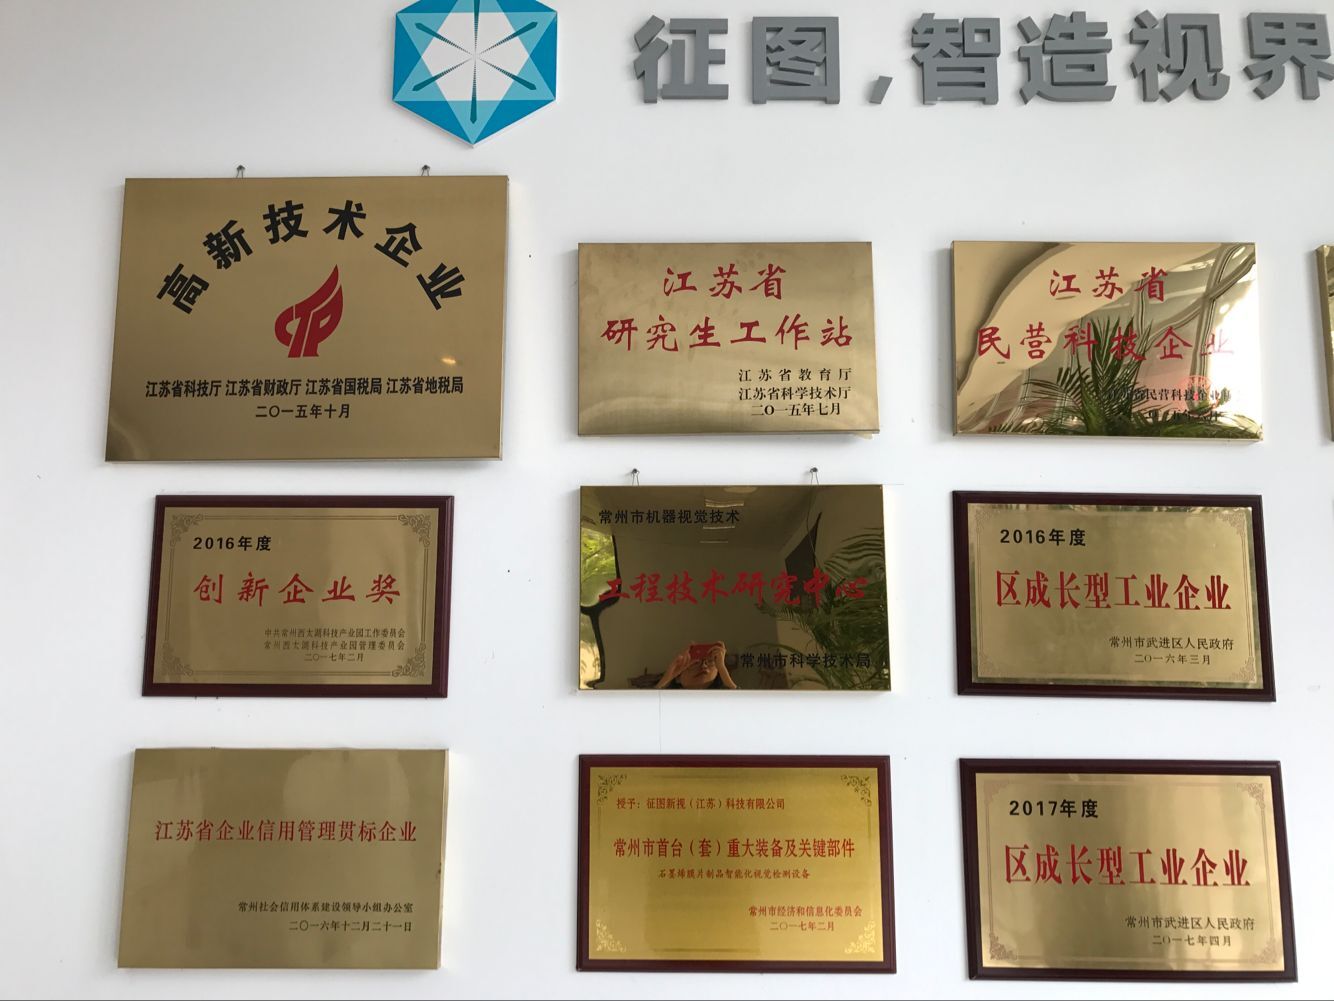 征图,智造视界
高新技术企业
江苏省科技厅 江苏省财政厅 江苏省国税局 江苏省地税局
二〇一五年十月
江苏省
研究生工作站
江苏省教育厅
江苏省科学技术厅
二〇一五年七月
江苏省
民营科技企业
2016年度
创新企业奖
中共常州西太湖科技产业园工作委员会
常州西太湖科技产业园管理委员会
二〇一七年二月
常州市机器视觉技术
工程技术研究中心
常州市科学技术局
2016年度
区成长型工业企业
常州市武进区人民政府
二〇一六年三月
江苏省企业信用管理贯标企业
常州社会信用体系建设领导小组办公室
二〇一六年十二月二十一日
授予：征图新视（江苏）科技有限公司
常州市首台（套）重大装备及关键部件
石墨烯膜片制品智能化视觉检测设备
常州市经济和信息化委员会
二〇一七年二月
2017年度
区成长型工业企业
常州市武进区人民政府
二〇一七年四月